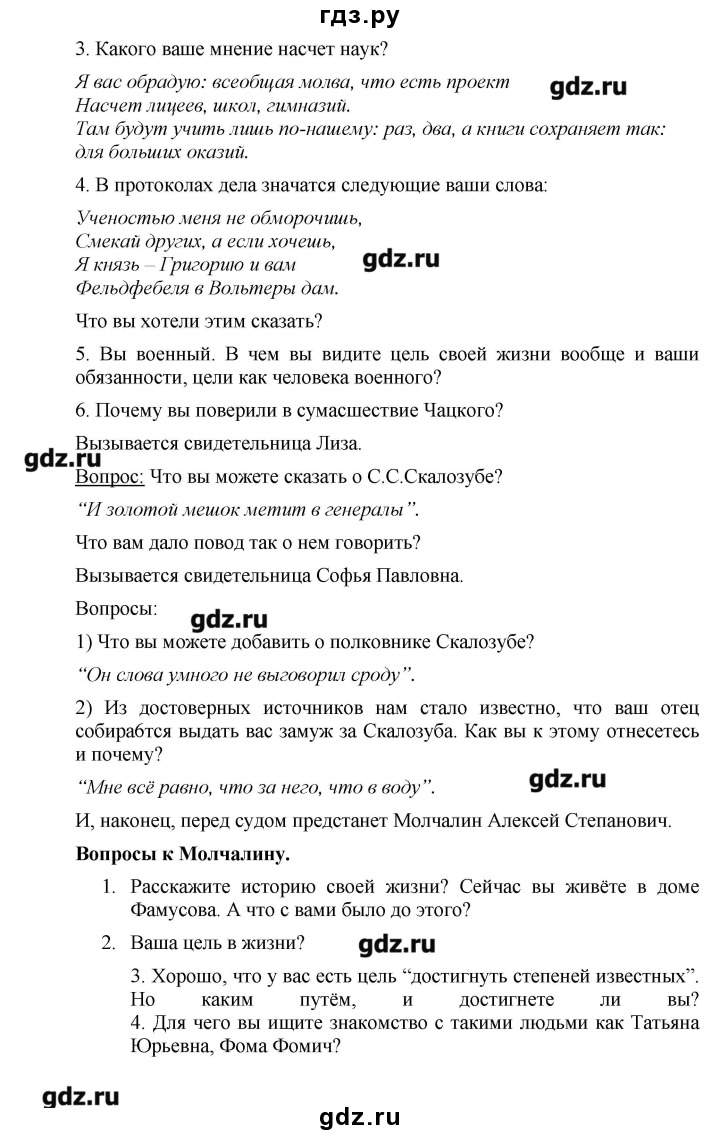 гдз.ру
3. Какого ваше мнение насчет наук?
Я вас обрадую: всеобщая молва, что есть проект
gdz.ru
Насчет лицеев, школ, гимназий.
Там будут учить лишь по-нашему: раз, два, а книги сохраняет так:
для больших оказий.
4. В протоколах дела значатся следующие ваши слова:
Ученостью меня не обморочишь,
Смекай других, а если хочешь,
Я князь – Григорию и вам
gdz.ru
Фельдфебеля в Вольтеры дам.
Что вы хотели этим сказать?
5. Вы военный. В чем вы видите цель своей жизни вообще и ваши
обязанности, цели как человека военного?
6. Почему вы поверили в сумасшествие Чацкого?
Вызывается свидетельница Лиза.
gdz.ru
Вопрос: Что вы можете сказать о С.С.Скалозубе?
“И золотой мешок метит в генералы”.
Что вам дало повод так о нем говорить?
Вызывается свидетельница Софья Павловна.
Вопросы:
gdz.ru
1) Что вы можете добавить о полковнике Скалозубе?
“Он слова умного не выговорил сроду”.
2) Из достоверных источников нам стало известно, что ваш отец
собира6тся выдать вас замуж за Скалозуба. Как вы к этому отнесетесь
и почему?
gdz.ru
“Мне всё равно, что за него, что в воду”.
И, наконец, перед судом предстанет Молчалин Алексей Степанович.
Вопросы к Молчалину.
1. Расскажите историю своей жизни? Сейчас вы живёте в доме
Фамусова. А что с вами было до этого?
2. Ваша цель в жизни?
gdz.ru
3. Хорошо, что у вас есть цель “достигнуть степеней известных”.
Но каким путём, и достигнете ли вы?
4. Для чего вы ищите знакомство с такими людьми как Татьяна
Юрьевна, Фома Фомич?
gdz.ru
gdz.ru